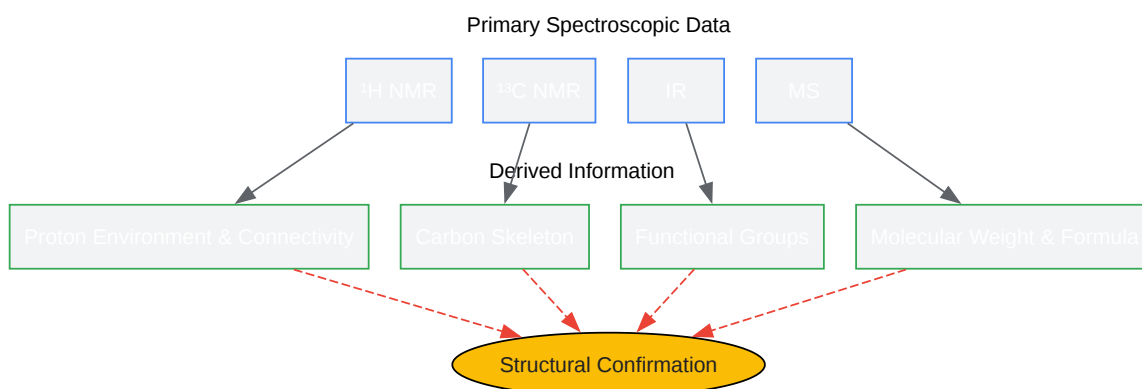 Primary Spectroscopic Data
¹H NMR
¹³C NMR
IR
MS
Derived Information
Proton Environment & Connectivity
Carbon Skeleton
Functional Groups
Molecular Weight & Formula
Structural Confirmation